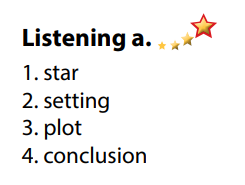 Listening a.
1. star
2. setting
3. plot
4. conclusion